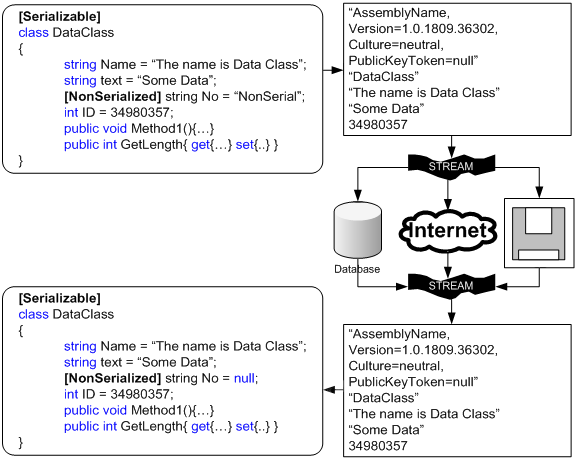 [Serializable]
class DataClass
{
string Name = “The name is Data Class”;
string text = “Some Data”;
[NonSerialized] string No = “NonSerial”;
int ID = 34980357;
public void Method1(){…}
public int GetLength{ get{…} set{..} }
}
“AssemblyName,
Version=1.0.1809.36302,
Culture=neutral,
PublicKeyToken=null”
“DataClass”
“The name is Data Class”
“Some Data”
34980357
STREAM
Database
Internet
STREAM
[Serializable]
class DataClass
{
string Name = “The name is Data Class”;
string text = “Some Data”;
[NonSerialized] string No = null;
int ID = 34980357;
public void Method1(){…}
public int GetLength{ get{…} set{..} }
}
“AssemblyName,
Version=1.0.1809.36302,
Culture=neutral,
PublicKeyToken=null”
“DataClass”
“The name is Data Class”
“Some Data”
34980357